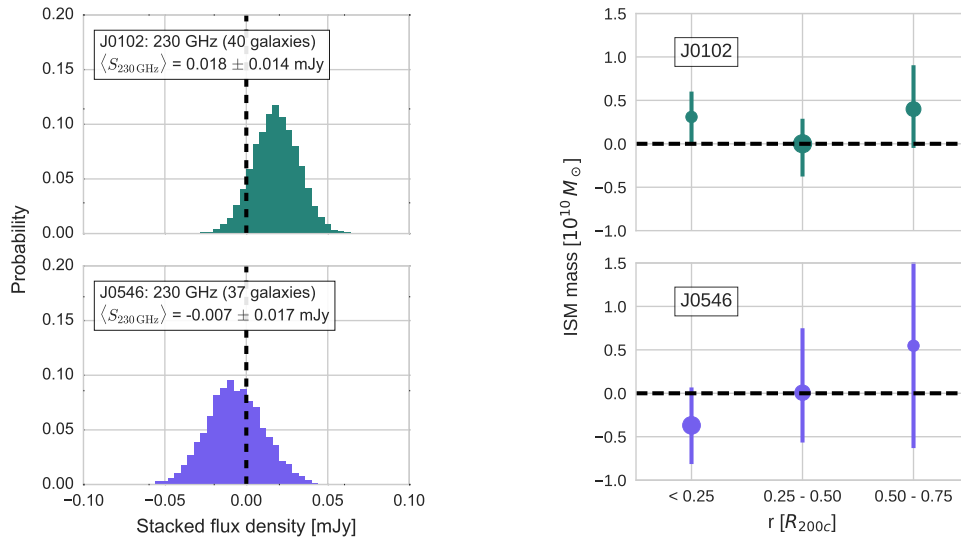 0.20
0.15
0.10
0.05
0.00
J0102: 230 GHz (40 galaxies)
⟨S230 GHz⟩ = 0.018 ± 0.014 mJy
0.20
0.15
0.10
0.05
0.00
J0546: 230 GHz (37 galaxies)
⟨S230 GHz⟩ = -0.007 ± 0.017 mJy
−0.10 −0.05 0.00 0.05 0.10
Stacked flux density [mJy]
Probability
1.5
1.0
0.5
0.0
−0.5
−1.0
J0102
1.5
1.0
0.5
0.0
−0.5
−1.0
J0546
< 0.25 0.25 - 0.50 0.50 - 0.75
r [R200c]
ISM mass [10^10 M⊙]